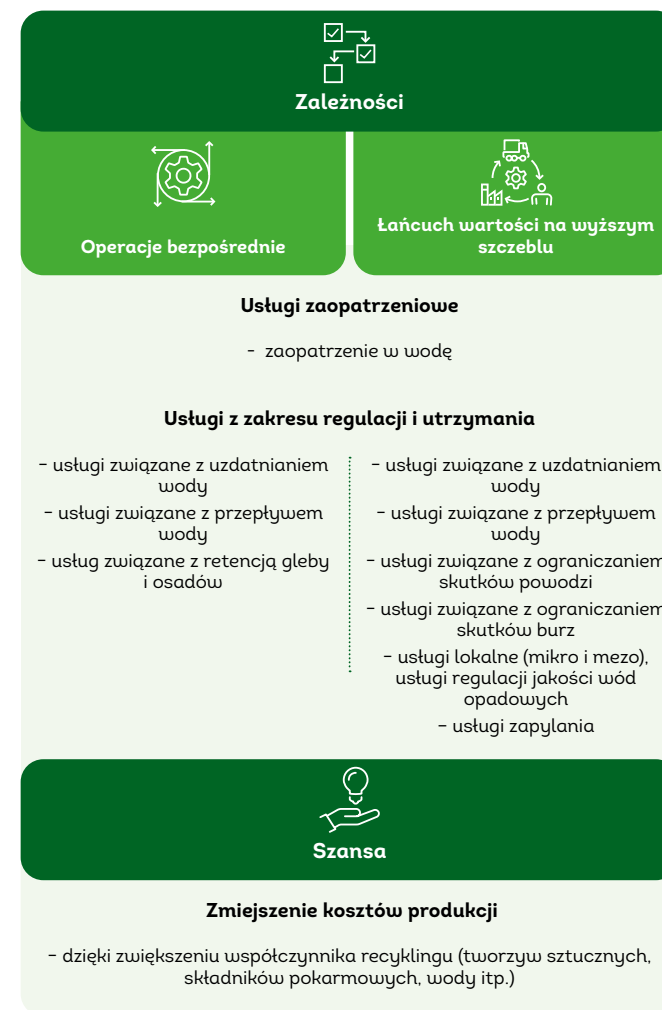 Zależności
Operacje bezpośrednie
Łańcuch wartości na wyższym
szczeblu
Usługi zaopatrzeniowe
- zaopatrzenie w wodę
Usługi z zakresu regulacji i utrzymania
– usługi związane z uzdatnianiem
wody
– usługi związane z przepływem
wody
– usług związane z retencją gleby
i osadów
– usługi związane z uzdatnianiem
wody
– usługi związane z przepływem
wody
– usługi związane z ograniczaniem
skutków powodzi
– usługi związane z ograniczaniem
skutków burz
– usługi lokalne (mikro i mezo),
usługi regulacji jakości wód
opadowych
– usługi zapylania
Szansa
Zmiejszenie kosztów produkcji
– dzięki zwiększeniu współczynnika recyklingu (tworzyw sztucznych,
składników pokarmowych, wody itp.)